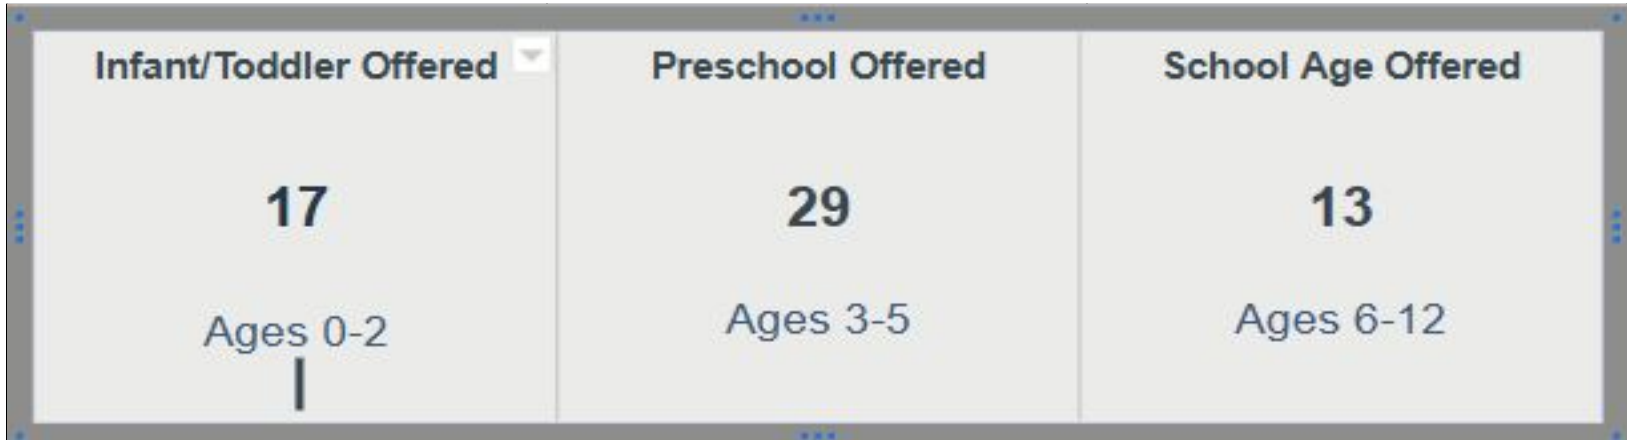 Infant/Toddler Offered
17
Ages 0-2
Preschool Offered
29
Ages 3-5
School Age Offered
13
Ages 6-12